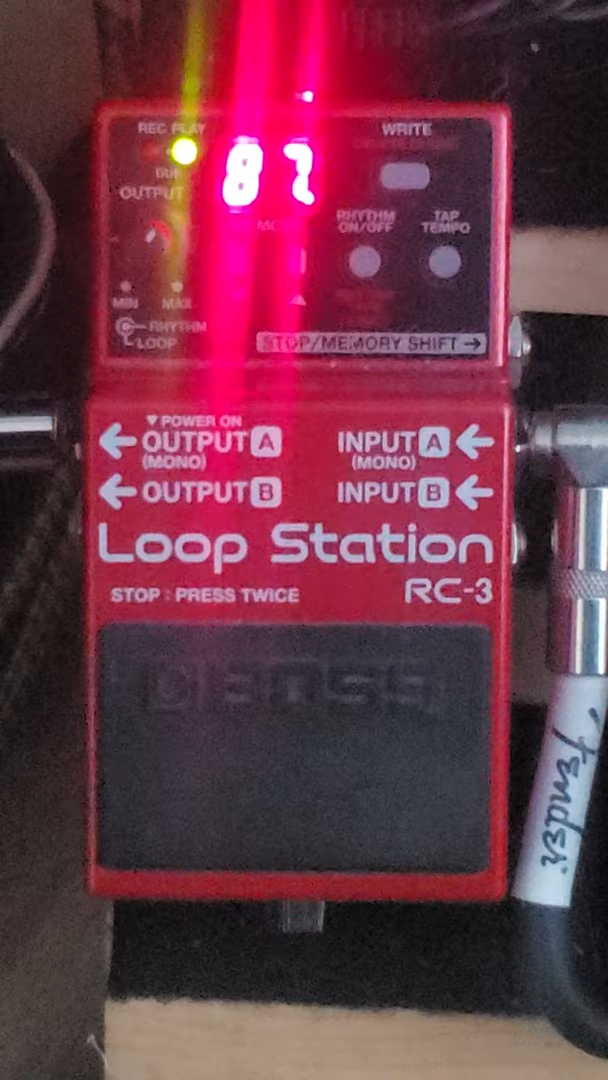 REC PLAY
WRITE
DUB
OUTPUT
87
RHYTHM
ON/OFF
TAP
TEMPO
MIN MAX
RHYTHM
LOOP
STOP/MEMORY SHIFT →
▼POWER ON
← OUTPUT A
(MONO)
INPUT A ←
(MONO)
← OUTPUT B
INPUT B ←
Loop Station
STOP : PRESS TWICE
RC-3
BOSS
fender